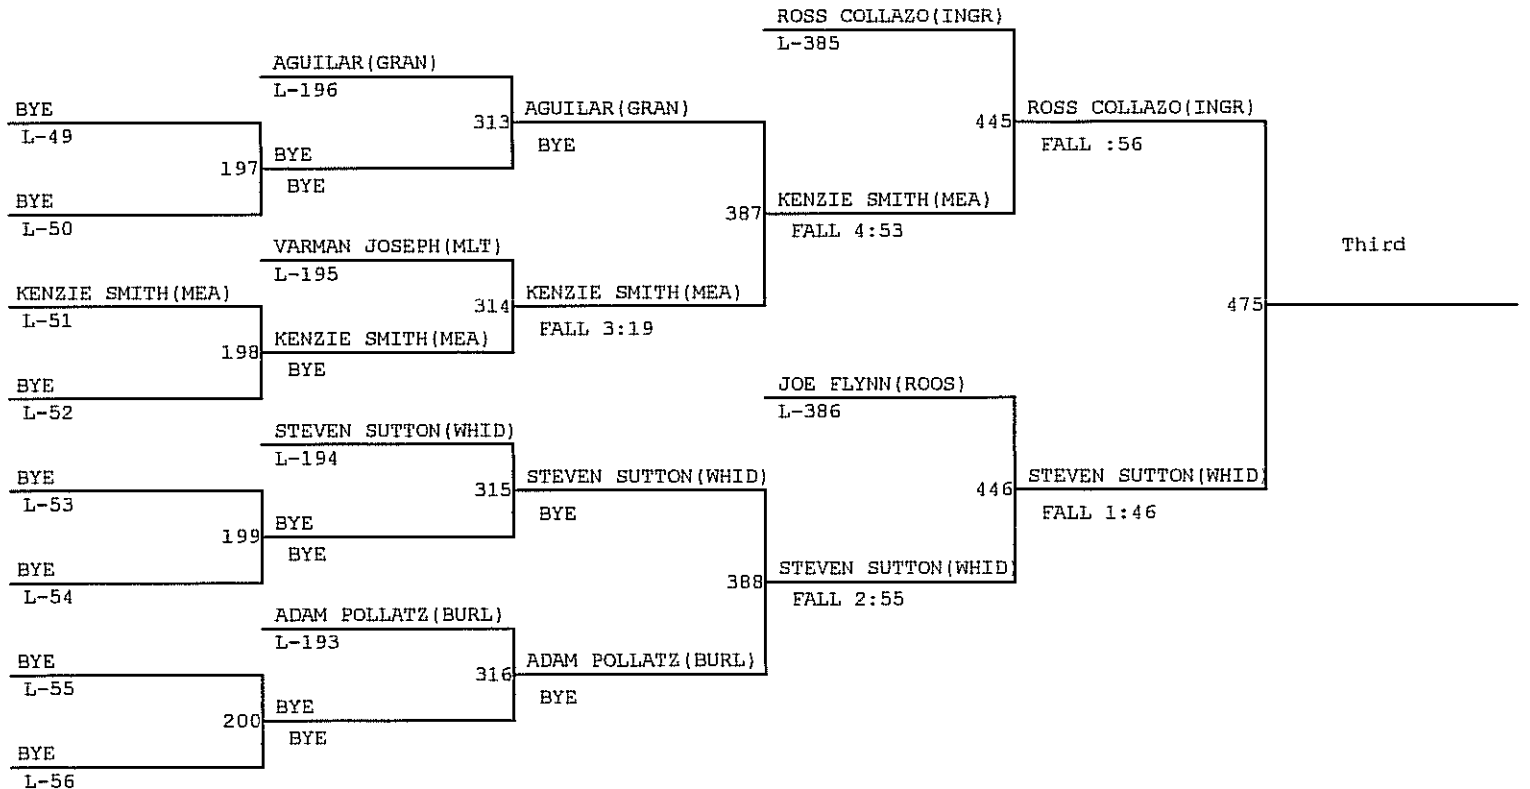 ROSS COLLAZO(INGR)
L-385
AGUILAR(GRAN)
L-196
BYE
L-49
313
AGUILAR(GRAN)
BYE
445
ROSS COLLAZO(INGR)
FALL :56
197
BYE
BYE
BYE
L-50
387
KENZIE SMITH(MEA)
FALL 4:53
VARMAN JOSEPH(MLT)
L-195
Third
KENZIE SMITH(MEA)
L-51
314
KENZIE SMITH(MEA)
FALL 3:19
475
198
KENZIE SMITH(MEA)
BYE
BYE
L-52
JOE FLYNN(ROOS)
L-386
STEVEN SUTTON(WHID)
L-194
BYE
L-53
315
STEVEN SUTTON(WHID)
BYE
446
STEVEN SUTTON(WHID)
FALL 1:46
199
BYE
BYE
BYE
L-54
388
STEVEN SUTTON(WHID)
FALL 2:55
ADAM POLLATZ(BURL)
L-193
BYE
L-55
316
ADAM POLLATZ(BURL)
BYE
200
BYE
BYE
BYE
L-56